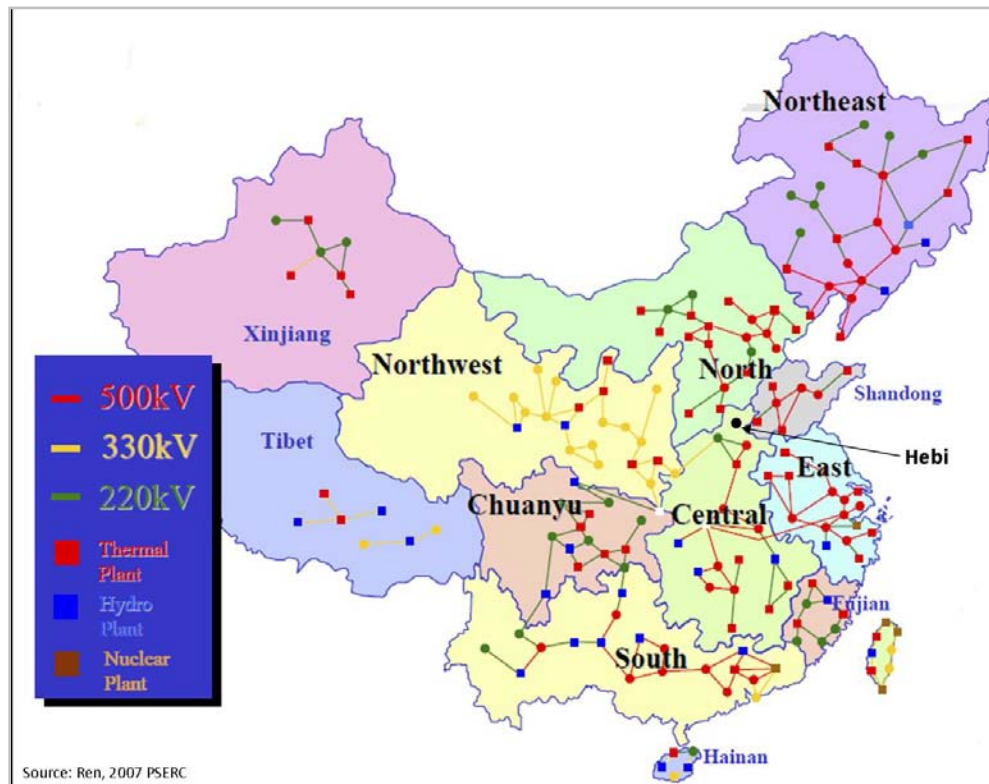 Northeast
Xinjiang
Northwest
North
Shandong
Tibet
Hebi
East
Chuanyu
Central
Fujian
South
Hainan
500kV
330kV
220kV
Thermal
Plant
Hydro
Plant
Nuclear
Plant
Source: Ren, 2007 PSERC